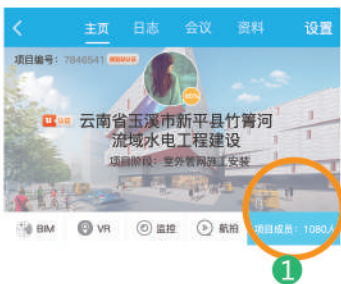 主页 日志 会议 资料 设置
项目编号：7846541
云南省玉溪市新平县竹箐河
流域水电工程建设
项目阶段：室外管网施工安装
BIM VR 监控 航拍 项目成员：1080人
1